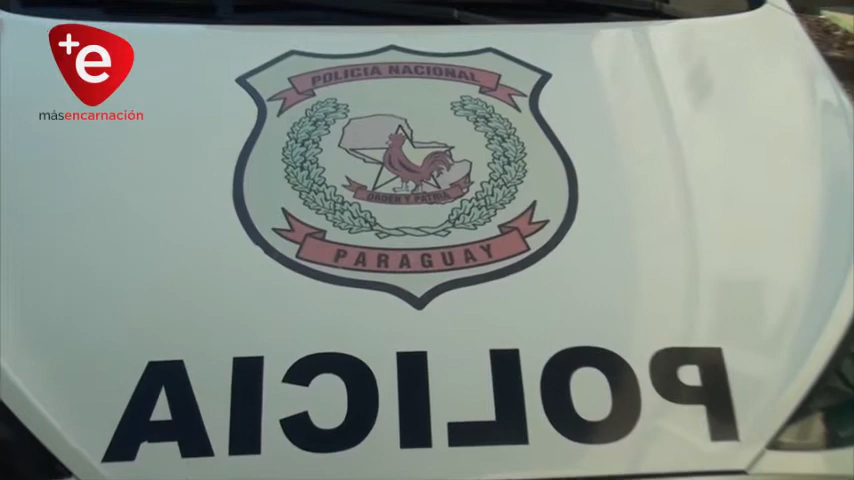 +e
másencarnación
POLICIA NACIONAL
ORDEN Y PATRIA
PARAGUAY
POLICIA